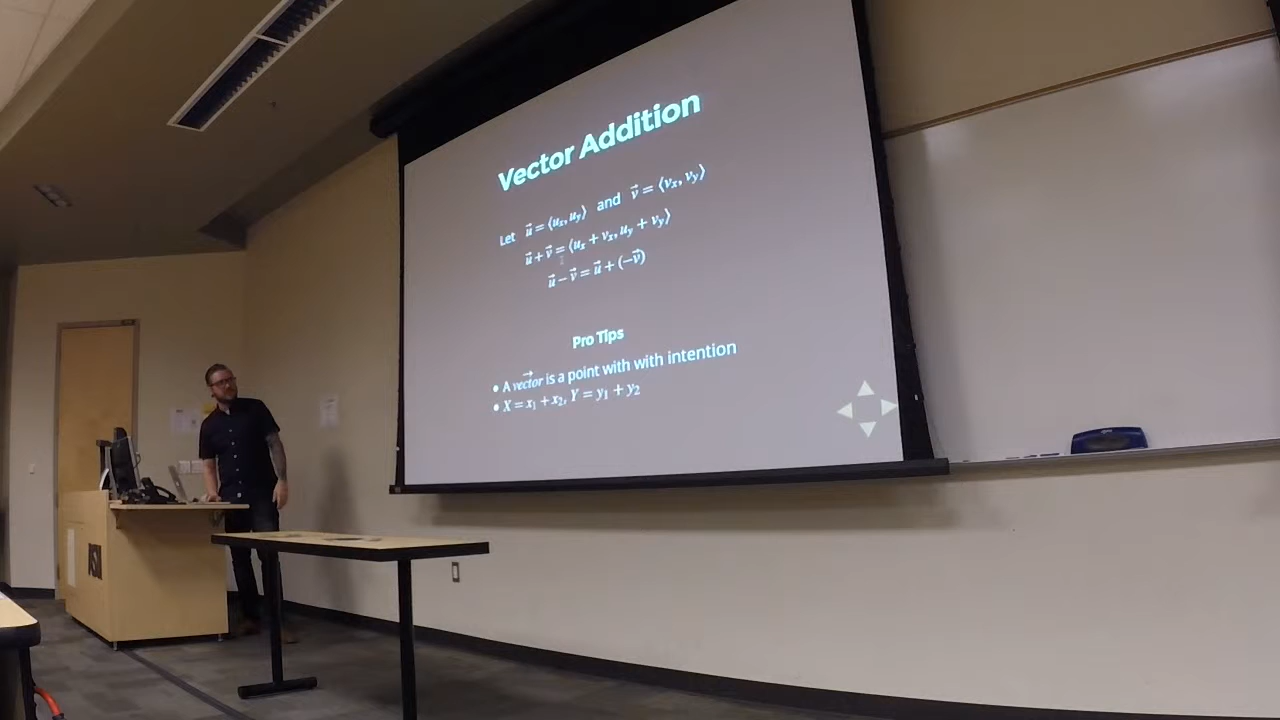 Vector Addition
Let u⃗ = ⟨uₓ, u_y⟩ and v⃗ = ⟨vₓ, v_y⟩
u⃗ + v⃗ = ⟨uₓ + vₓ, u_y + v_y⟩
u⃗ − v⃗ = u⃗ + (−v⃗)
Pro Tips
• A vector⃗ is a point with with intention
• X = x₁ + x₂, Y = y₁ + y₂